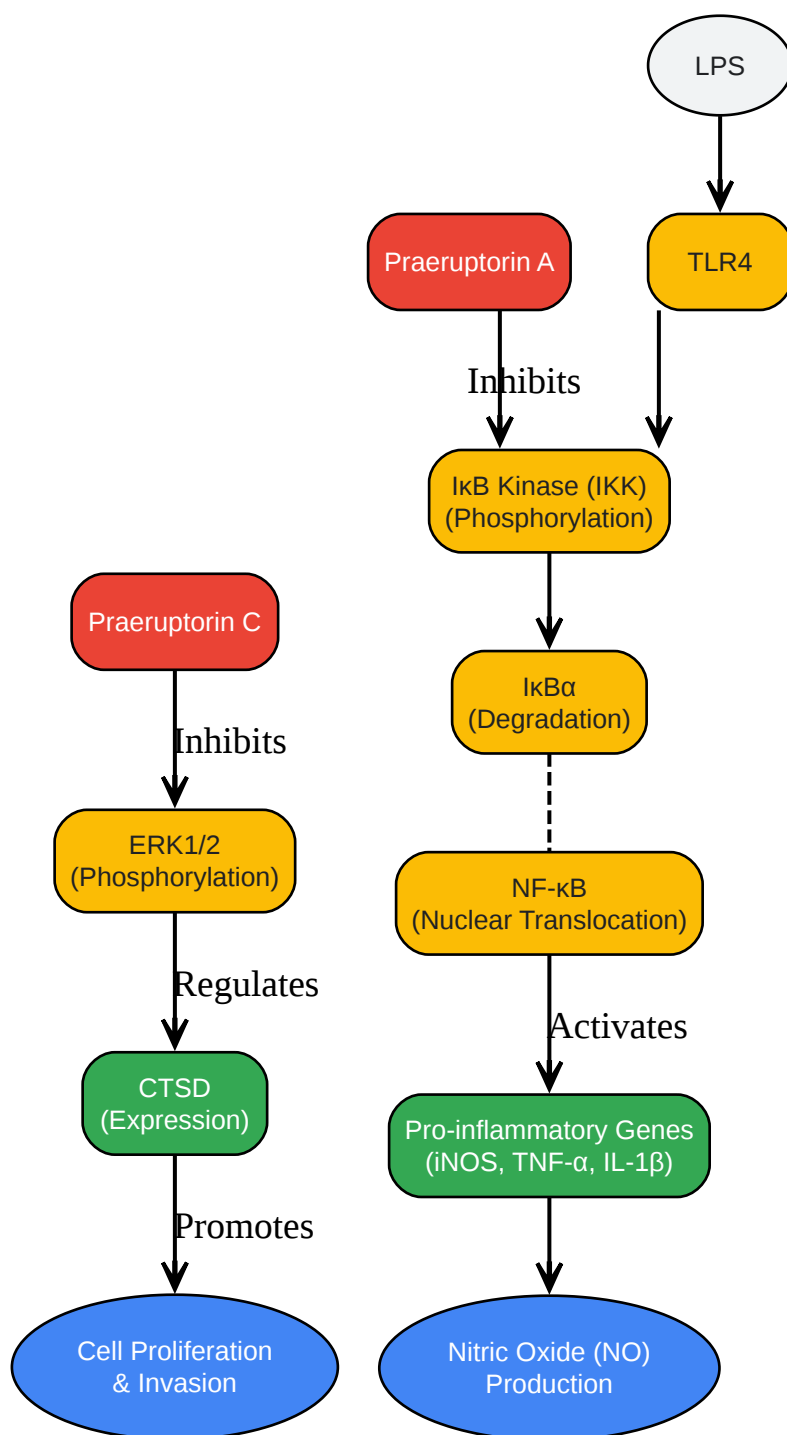 LPS
Praeruptorin A
TLR4
Inhibits
IκB Kinase (IKK)
(Phosphorylation)
Praeruptorin C
IκBα
(Degradation)
Inhibits
ERK1/2
(Phosphorylation)
NF-κB
(Nuclear Translocation)
Regulates
Activates
CTSD
(Expression)
Pro-inflammatory Genes
(iNOS, TNF-α, IL-1β)
Promotes
Cell Proliferation
& Invasion
Nitric Oxide (NO)
Production